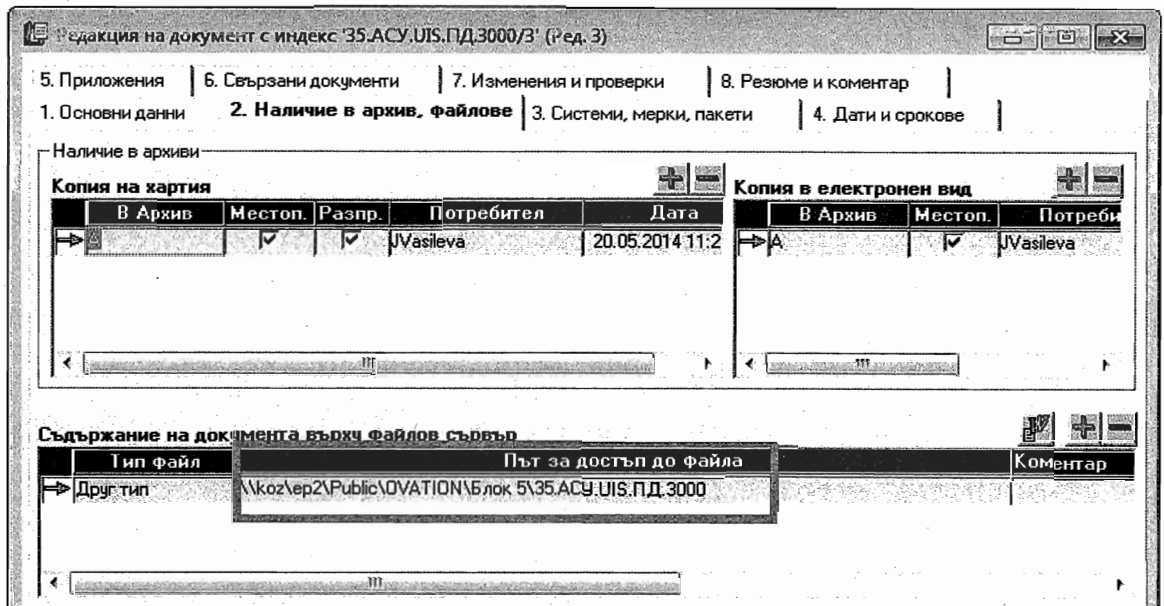 Редакция на документ с индекс '35.АСУ.UIS.ПД.3000/3' (Ред. 3)
5. Приложения 6. Свързани документи 7. Изменения и проверки 8. Резюме и коментар
1. Основни данни 2. Наличие в архив, файлове 3. Системи, мерки, пакети 4. Дати и срокове
Наличие в архиви
Копия на хартия Копия в електронен вид
В Архив Местоп. Разпр. Потребител Дата В Архив Местоп. Потреби
А JVasileva 20.05.2014 11:2 А JVasileva
Съдържание на документа върху файлов сървър
Тип файл Път за достъп до файла Коментар
Друг тип \\koz\ep2\Public\OVATION\Блок 5\35.АСУ.UIS.ПД.3000